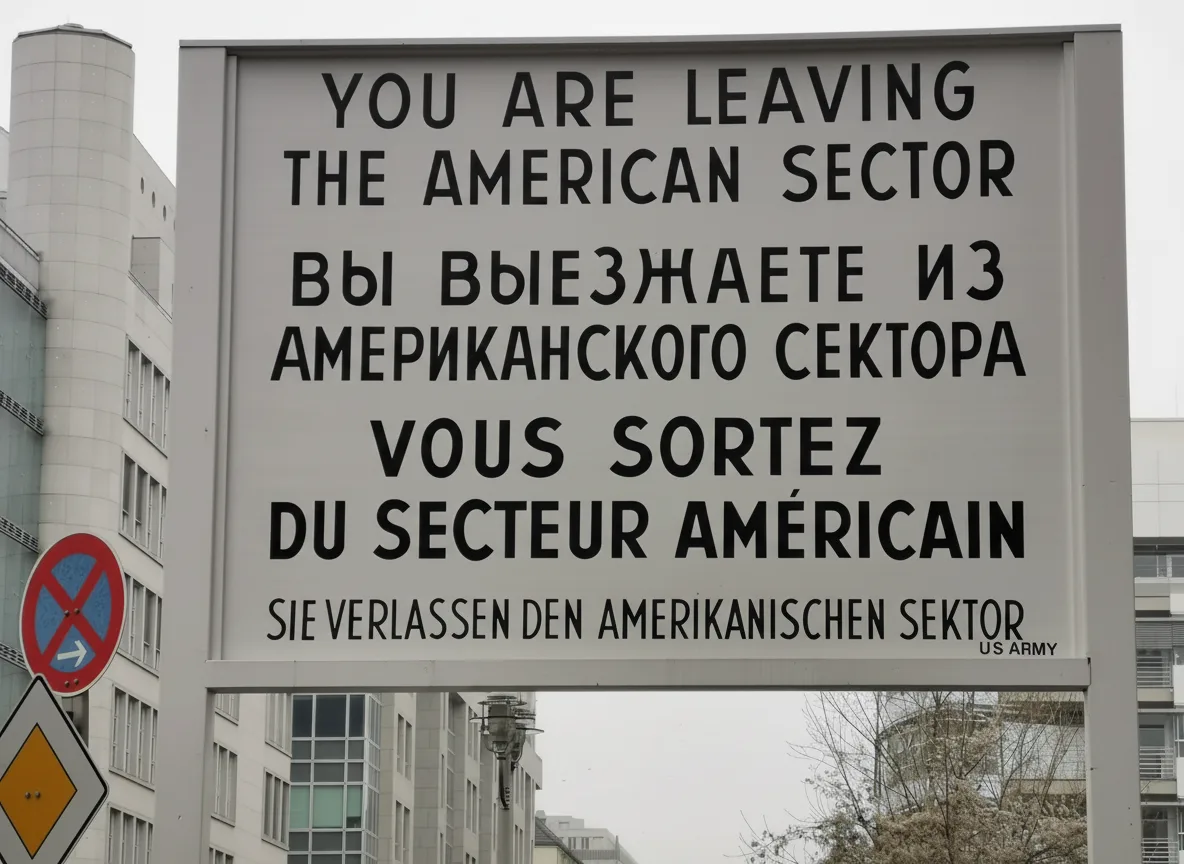 YOU ARE LEAVING
THE AMERICAN SECTOR
ВЫ ВЫЕЗЖАЕТЕ ИЗ
АМЕРИКАНСКОГО СЕКТОРА
VOUS SORTEZ
DU SECTEUR AMÉRICAIN
SIE VERLASSEN DEN AMERIKANISCHEN SEKTOR
US ARMY